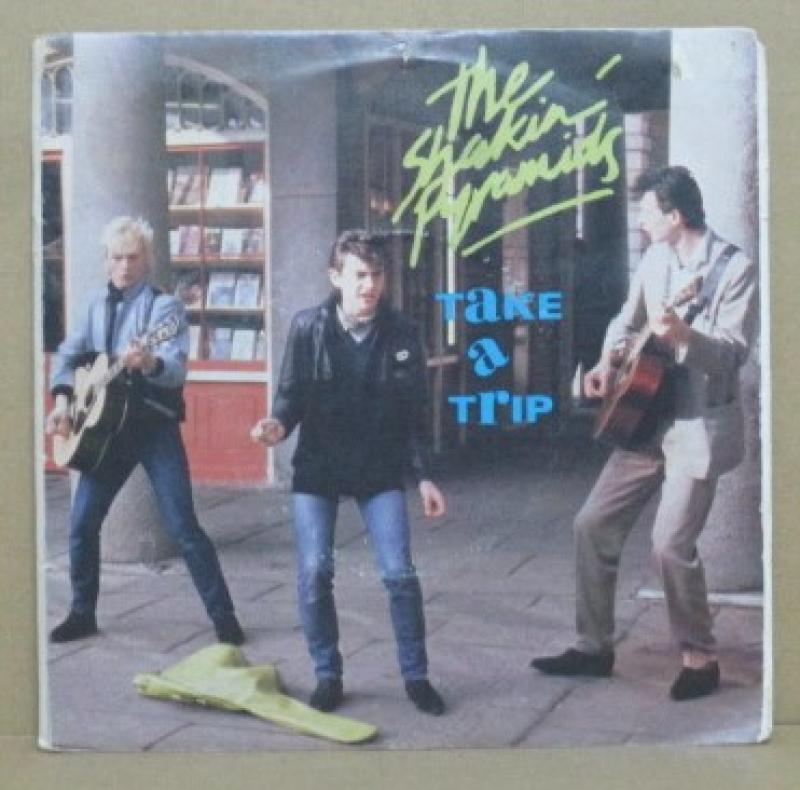 The
Shakin'
Pyramids
TaKE
a
TrIP